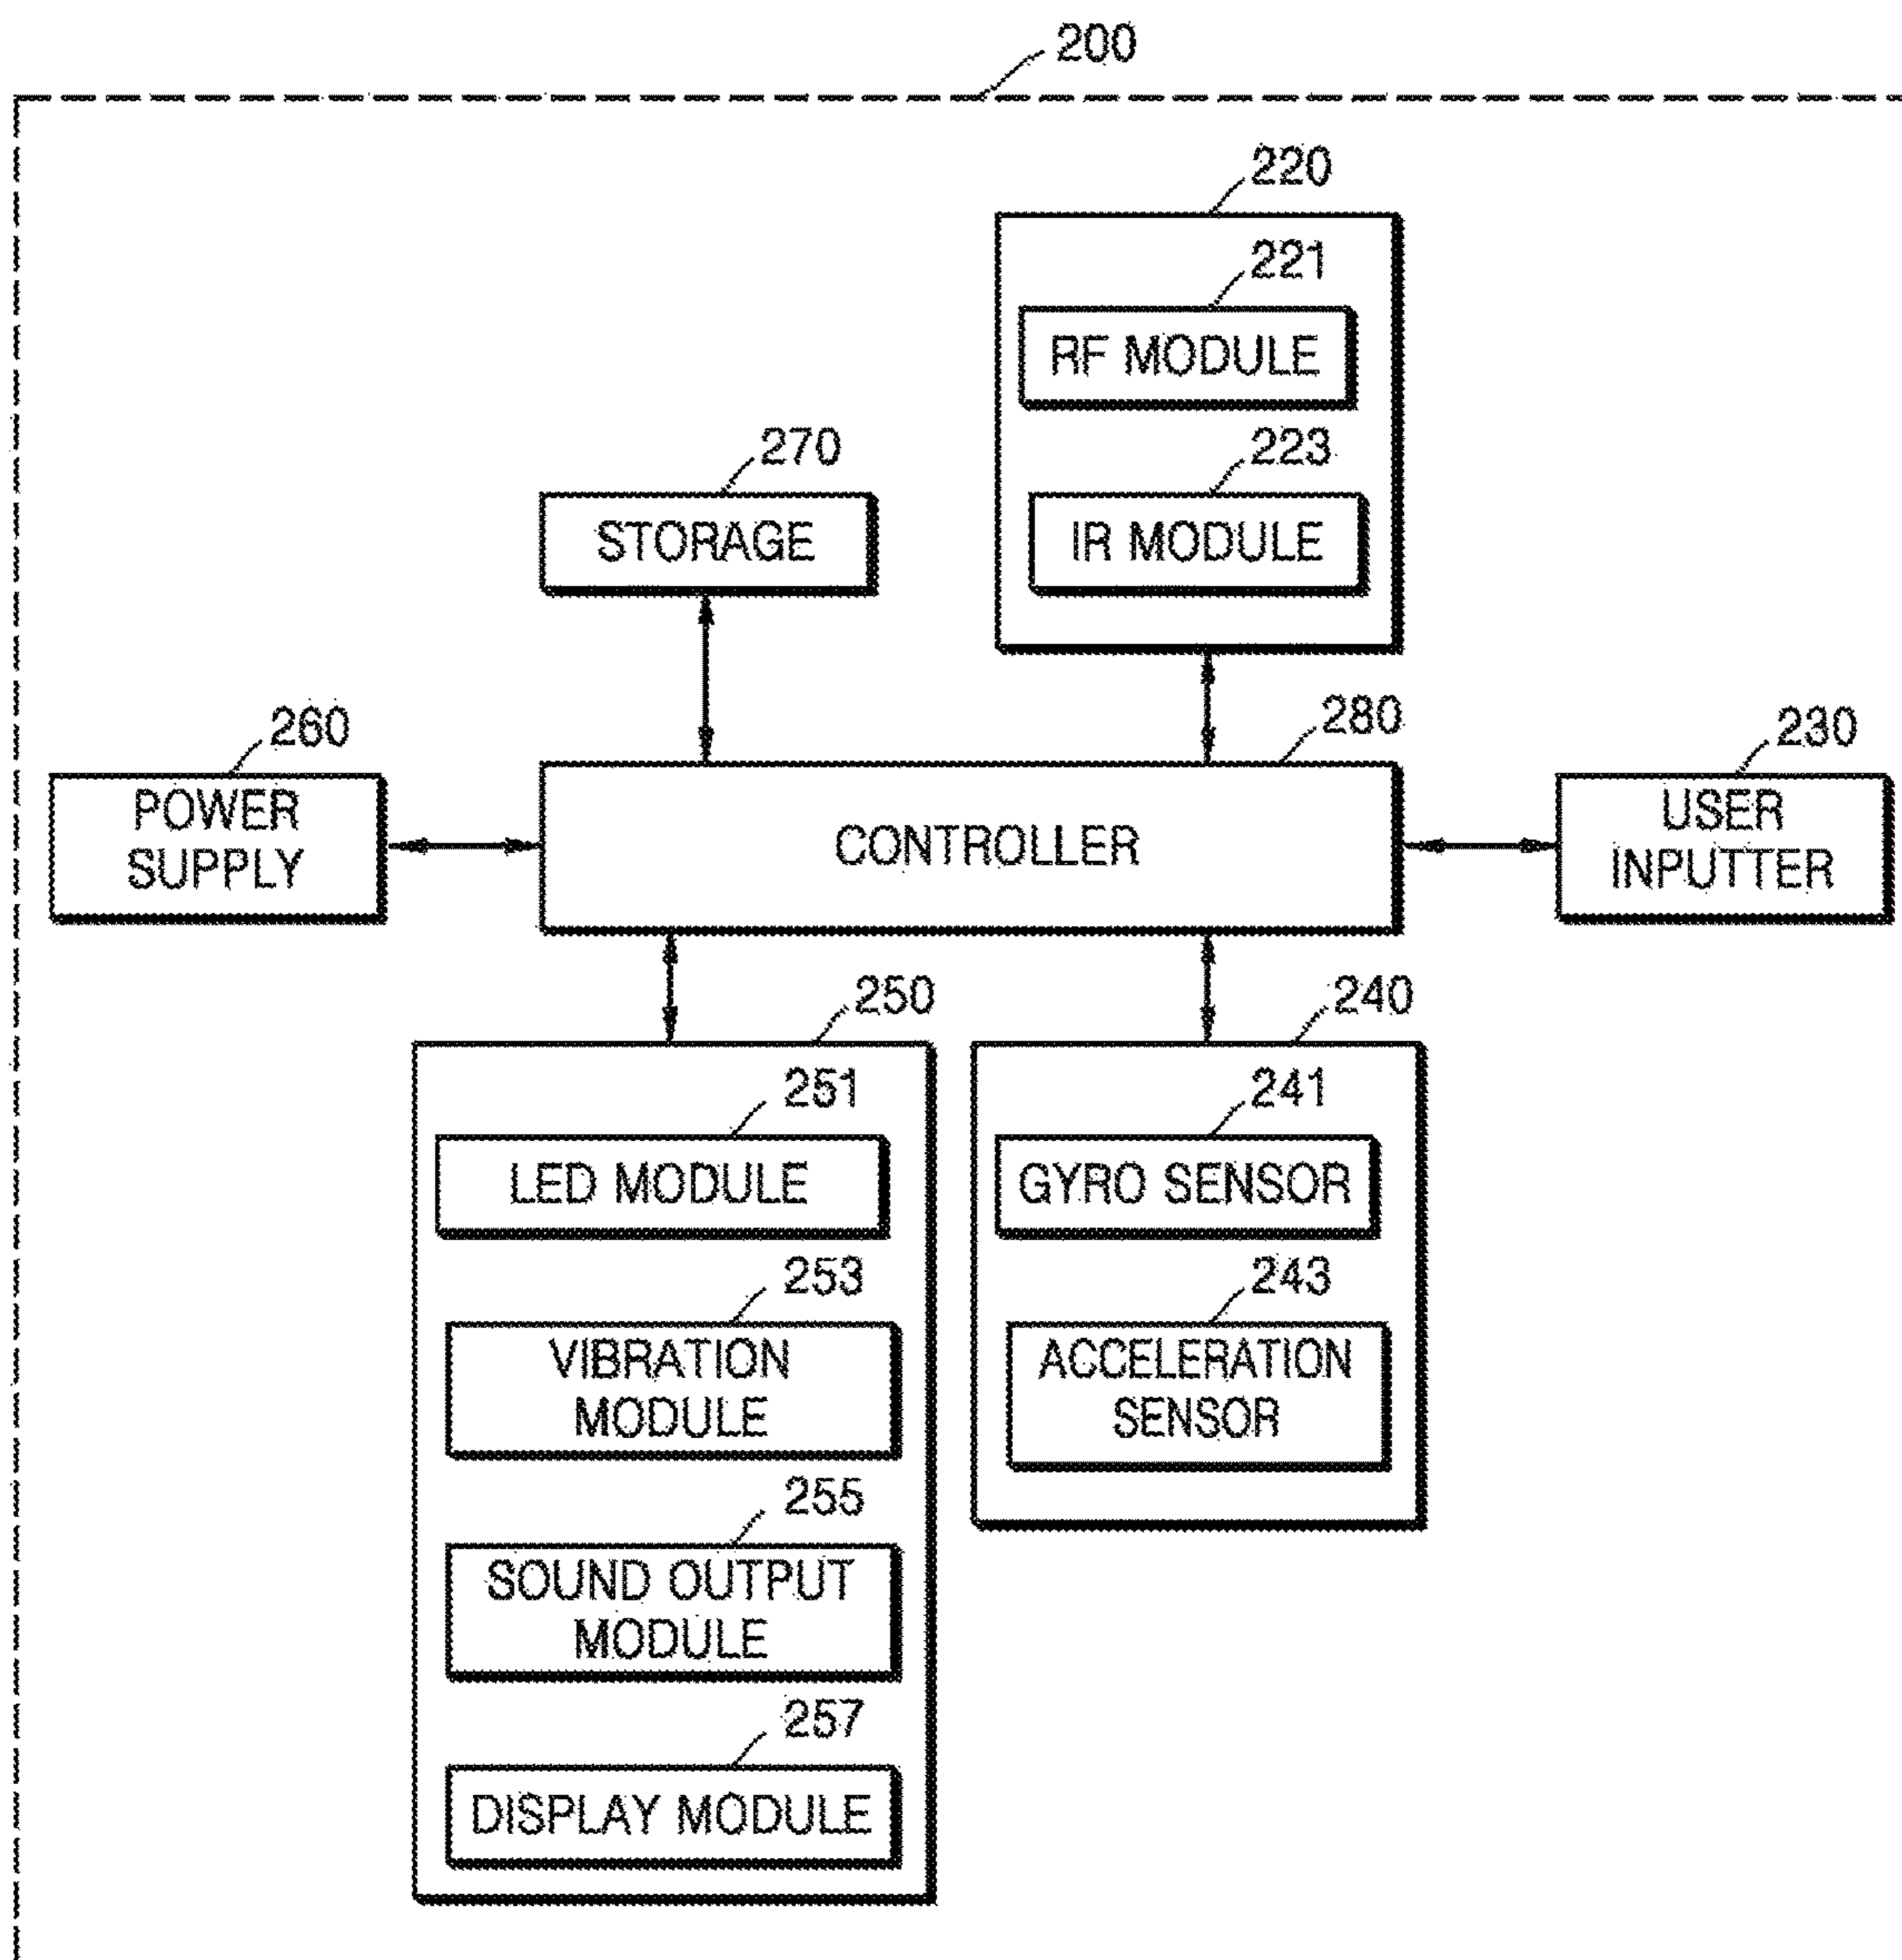 200
220
221
RF MODULE
270
223
STORAGE
IR MODULE
260
280
230
POWER
SUPPLY
CONTROLLER
USER
INPUTTER
250
240
251
241
LED MODULE
GYRO SENSOR
253
243
VIBRATION
MODULE
ACCELERATION
SENSOR
255
SOUND OUTPUT
MODULE
257
DISPLAY MODULE